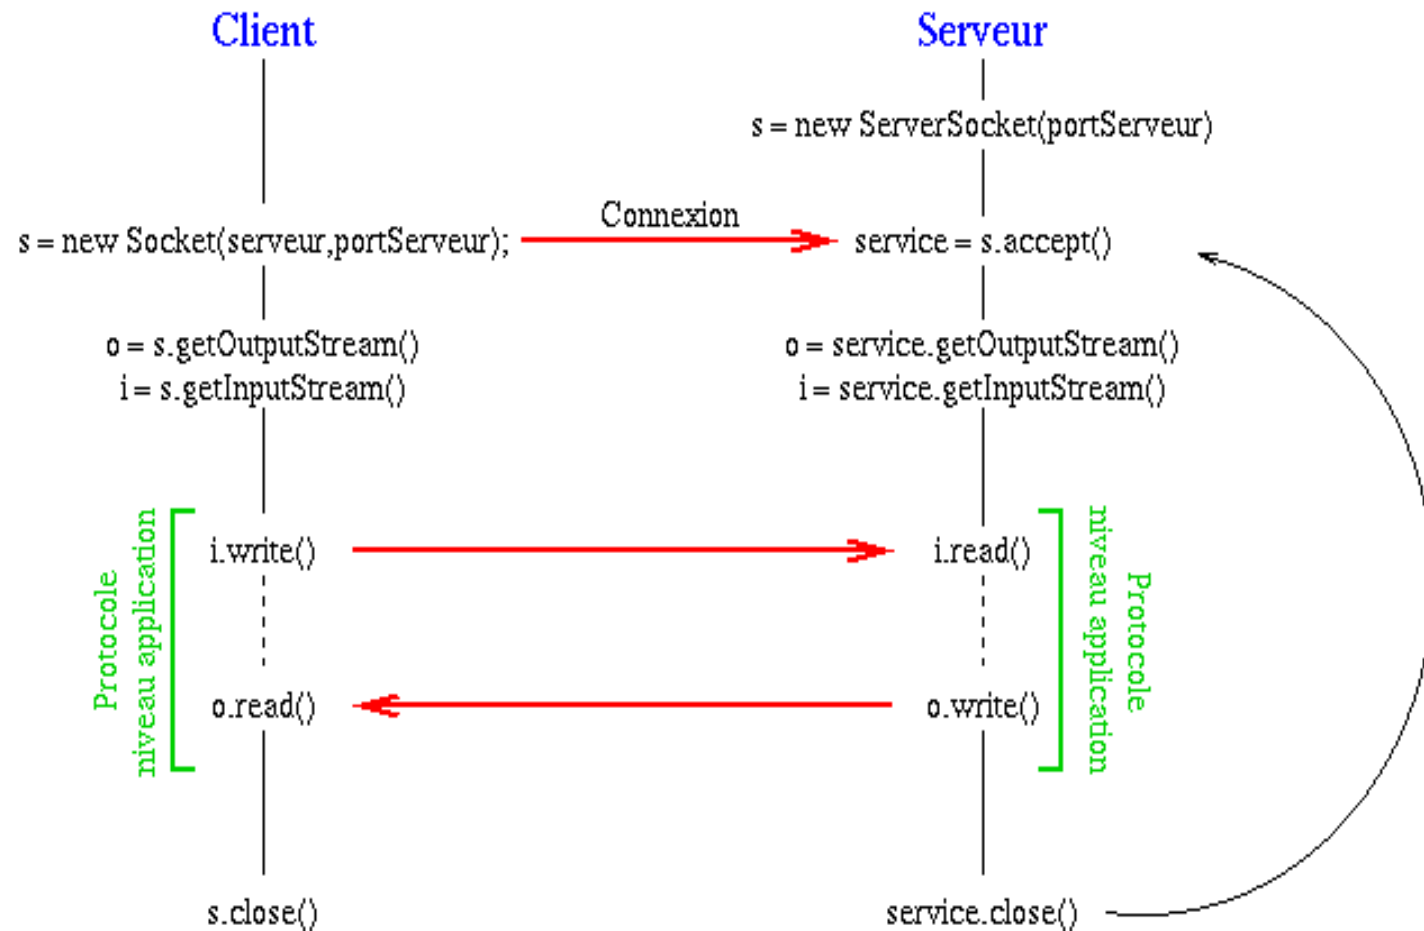 Client
Serveur
s = new ServerSocket(portServeur)
Connexion
s = new Socket(serveur,portServeur);
service = s.accept()
o = s.getOutputStream()
i = s.getInputStream()
o = service.getOutputStream()
i = service.getInputStream()
Protocole
niveau application
i.write()
i.read()
o.read()
o.write()
Protocole
niveau application
s.close()
service.close()